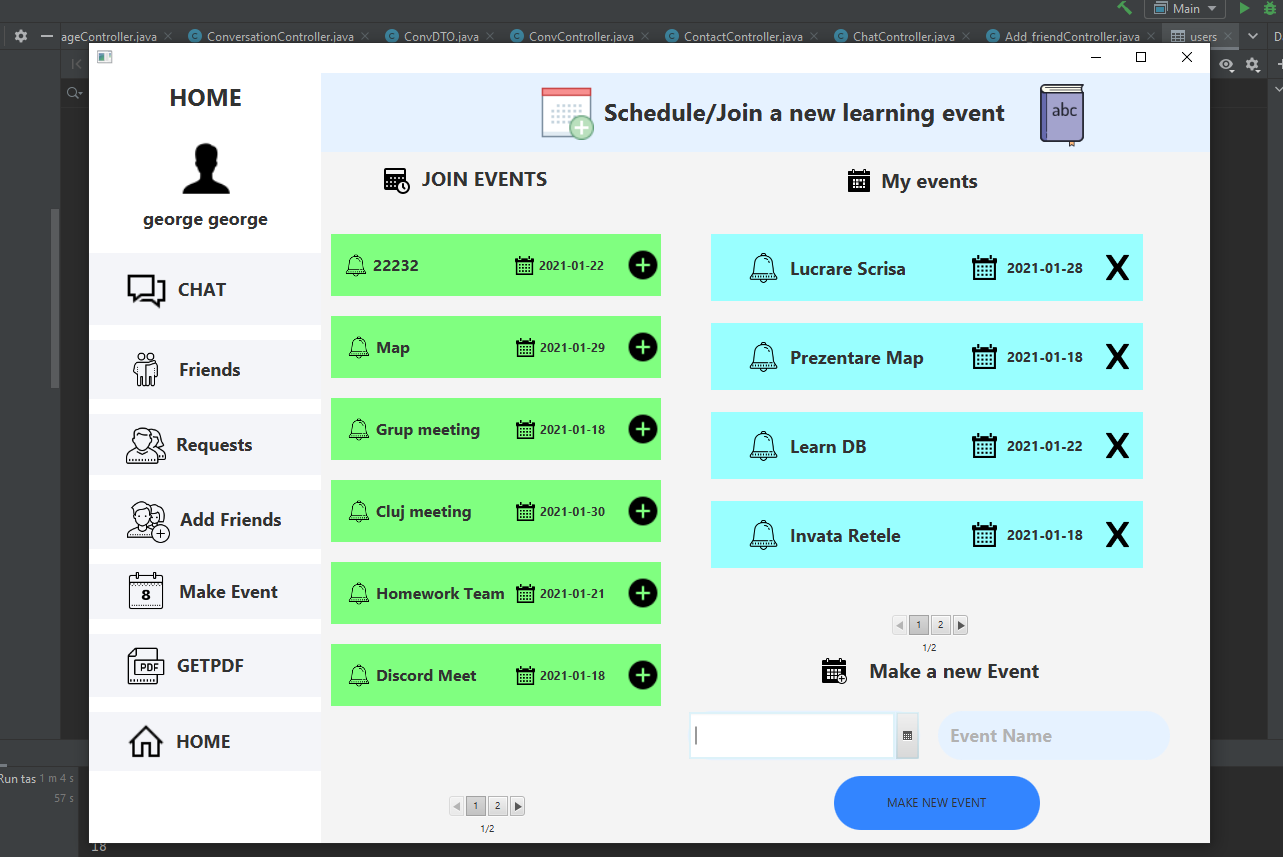 Main
ageController.java
ConversationController.java
ConvDTO.java
ConvController.java
ContactController.java
ChatController.java
Add_friendController.java
users
D
HOME
george george
CHAT
Friends
Requests
Add Friends
8
Make Event
PDF
GETPDF
HOME
Schedule/Join a new learning event
abc
JOIN EVENTS
22232
2021-01-22
Map
2021-01-29
Grup meeting
2021-01-18
Cluj meeting
2021-01-30
Homework Team
2021-01-21
Discord Meet
2021-01-18
1 2
1/2
My events
Lucrare Scrisa
2021-01-28
X
Prezentare Map
2021-01-18
X
Learn DB
2021-01-22
X
Invata Retele
2021-01-18
X
1 2
1/2
Make a new Event
Event Name
MAKE NEW EVENT
Run tas 1 m 4 s
57 s
18